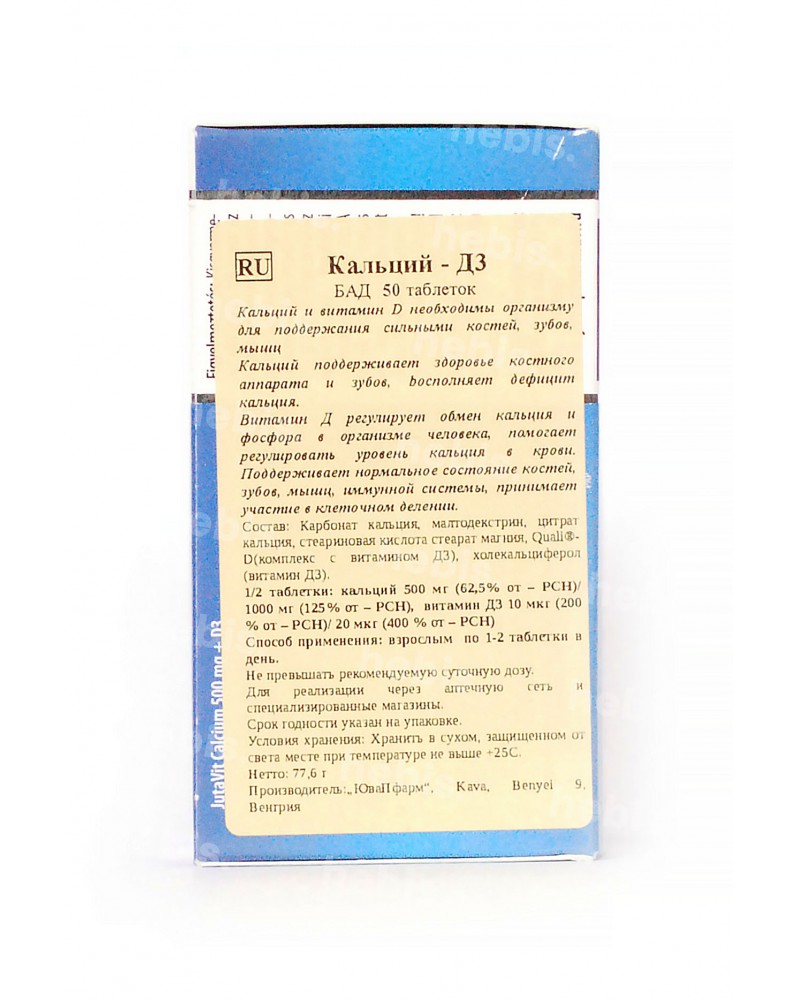 hebis.
Figyelmeztetés: Kisgyerme-
RU
Кальций - Д3
БАД 50 таблеток
Кальций и витамин D необходимы организму
для поддержания сильными костей, зубов,
мышц
Кальций поддерживает здоровье костного
аппарата и зубов, bосполняет дефицит
кальция.
Витамин Д регулирует обмен кальция и
фосфора в организме человека, помогает
регулировать уровень кальция в крови.
Поддерживает нормальное состояние костей,
зубов, мышц, иммунной системы, принимает
участие в клеточном делении.
Состав: Карбонат кальция, малтодекстрин, цитрат
кальция, стеариновая кислота стеарат магния, Quali®-
D(комплекс с витамином Д3), холекальциферол
(витамин Д3).
1/2 таблетки: кальций 500 мг (62,5% от – РСН)/
1000 мг (125% от – РСН), витамин Д3 10 мкг (200
% от – РСН)/ 20 мкг (400 % от – РСН)
Способ применения: взрослым по 1-2 таблетки в
день.
Не превышать рекомендуемую суточную дозу.
Для реализации через аптечную сеть и
специализированные магазины.
Срок годности указан на упаковке.
Условия хранения: Хранить в сухом, защищенном от
света месте при температуре не выше +25С.
Нетто: 77,6 г
Производитель:„ЮваПфарм“, Kava, Benyei 9,
Венгрия
JutaVit Calcium 500 mg + D3